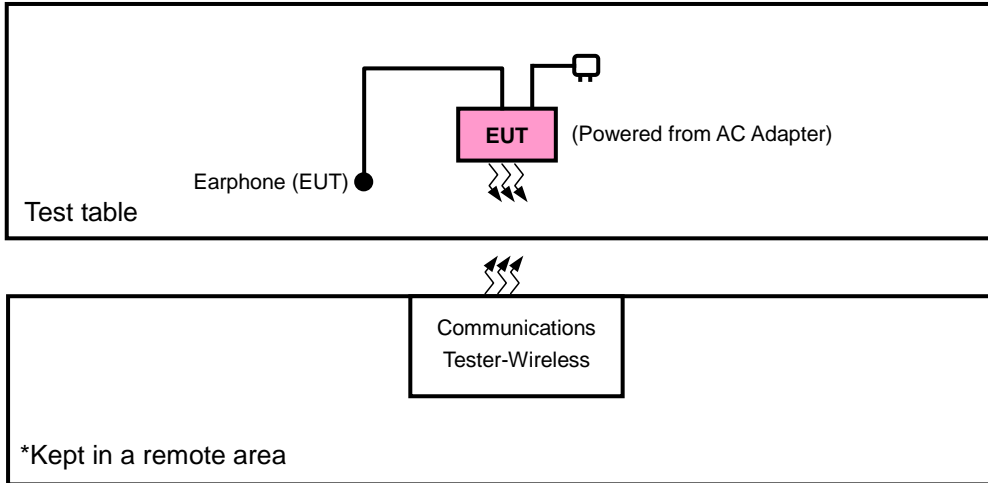 EUT
(Powered from AC Adapter)
Earphone (EUT)
Test table
Communications
Tester-Wireless
*Kept in a remote area